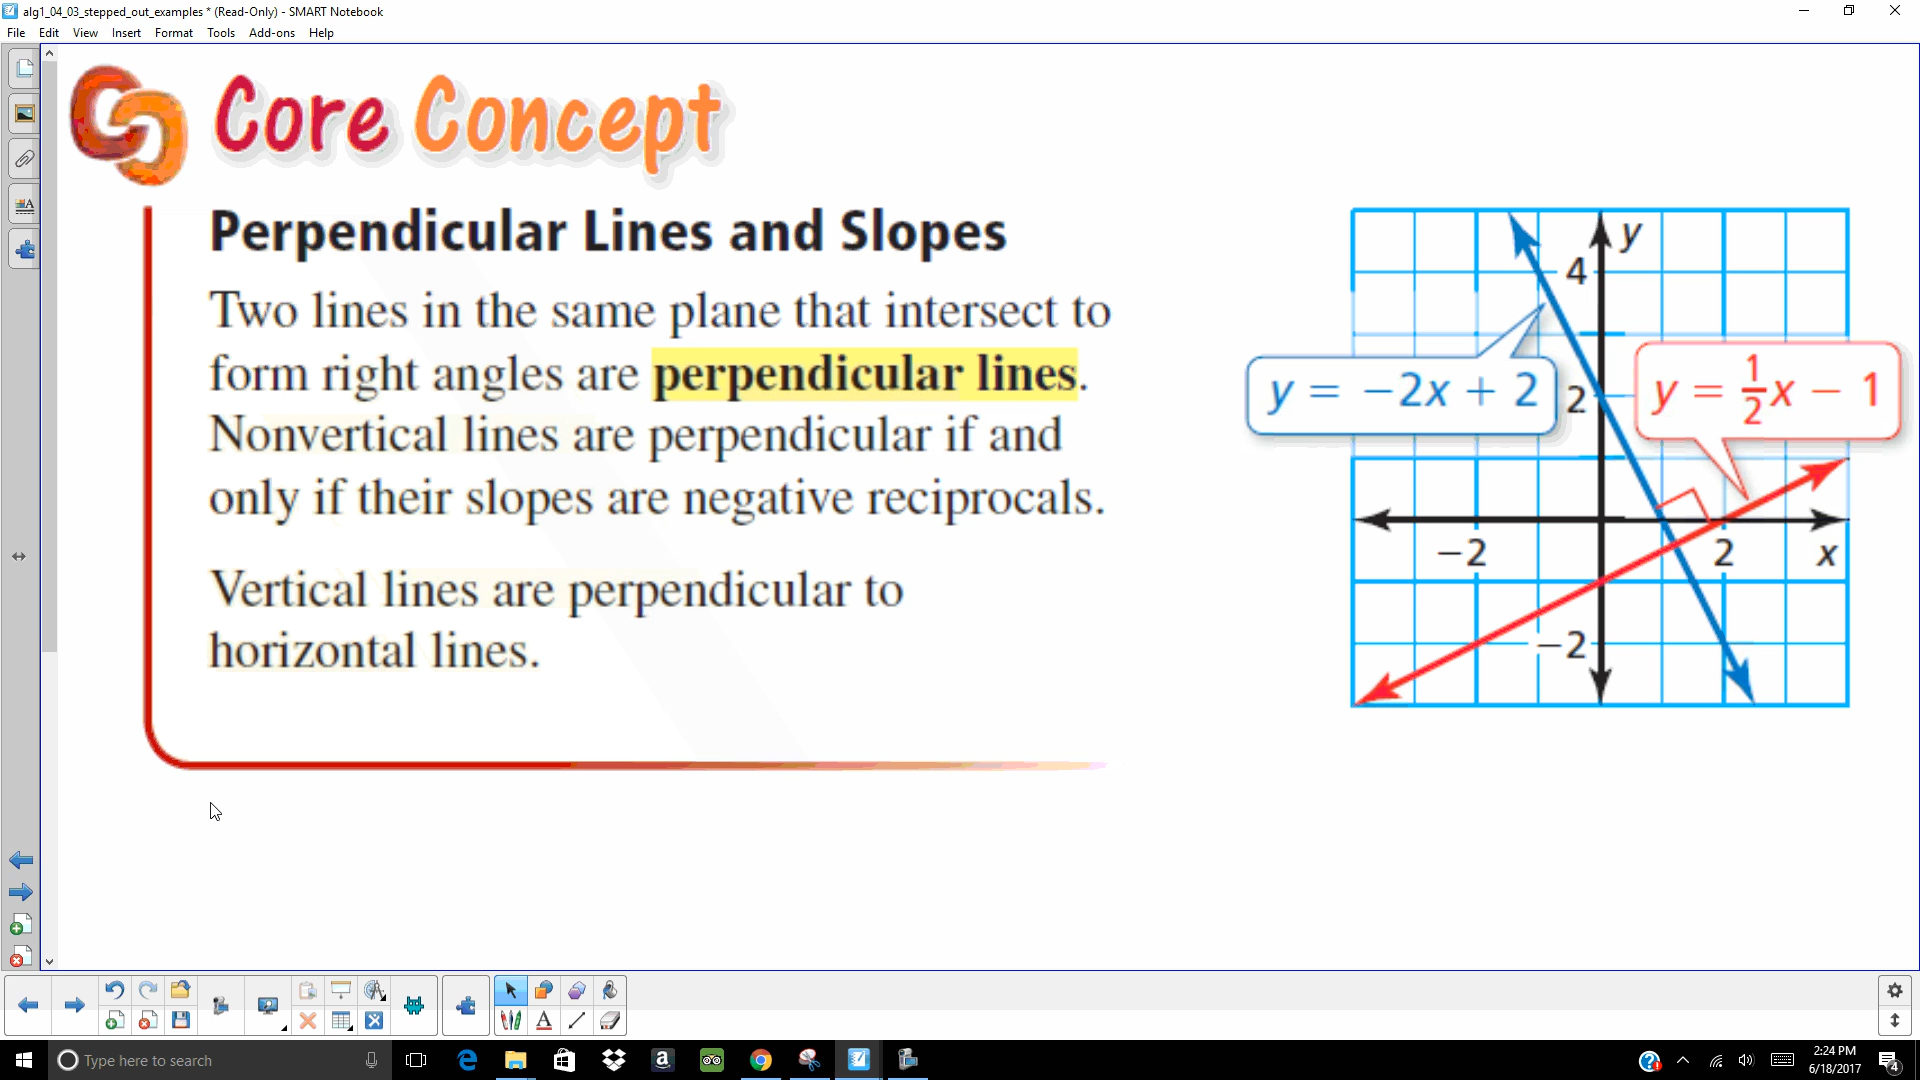 alg1_04_03_stepped_out_examples * (Read-Only) - SMART Notebook
File Edit View Insert Format Tools Add-ons Help
Core Concept
Perpendicular Lines and Slopes
Two lines in the same plane that intersect to
form right angles are perpendicular lines.
Nonvertical lines are perpendicular if and
only if their slopes are negative reciprocals.
Vertical lines are perpendicular to
horizontal lines.
y
4
y = −2x + 2
2
y = 1/2x − 1
−2
2
x
−2
Type here to search
2:24 PM
6/18/2017
4